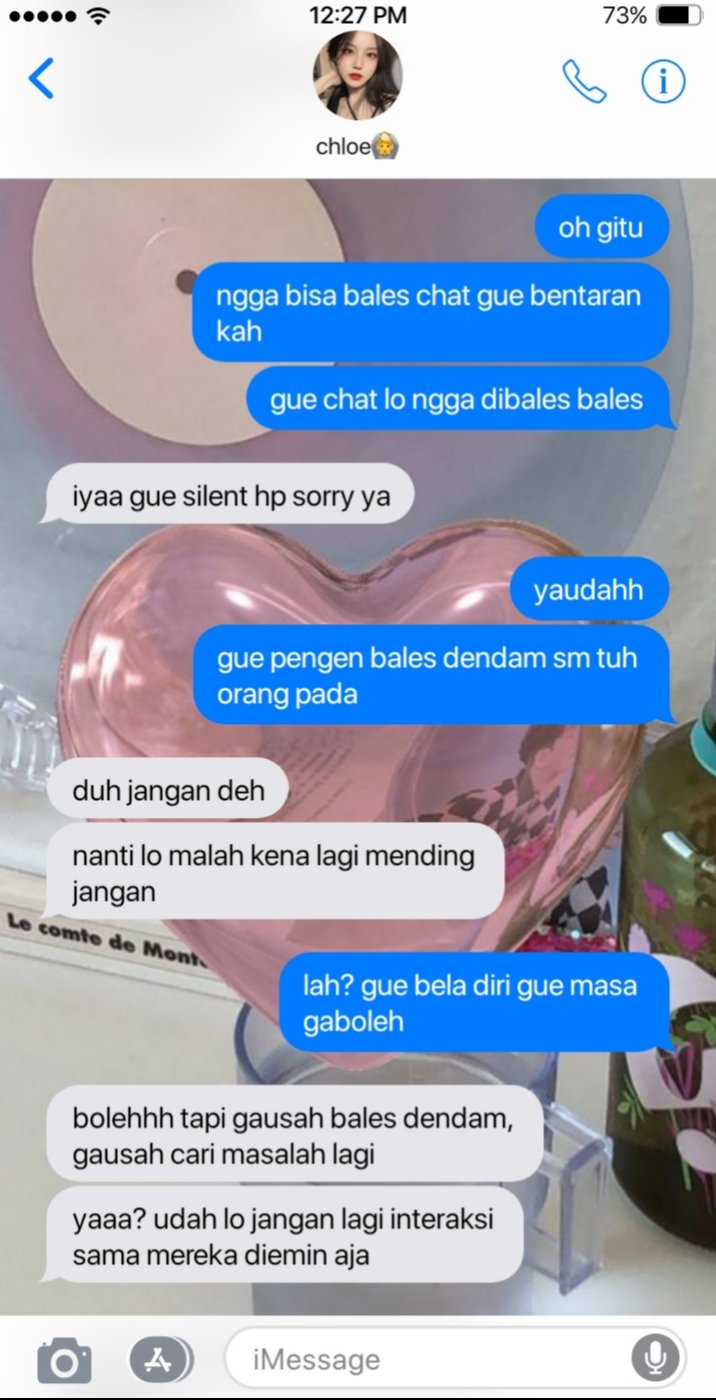 12:27 PM
73%
chloe👵
oh gitu
ngga bisa bales chat gue bentaran
kah
gue chat lo ngga dibales bales
iyaa gue silent hp sorry ya
yaudahh
gue pengen bales dendam sm tuh
orang pada
duh jangan deh
nanti lo malah kena lagi mending
jangan
Le comte de
lah? gue bela diri gue masa
gaboleh
bolehhh tapi gausah bales dendam,
gausah cari masalah lagi
yaaa? udah lo jangan lagi interaksi
sama mereka diemin aja
iMessage